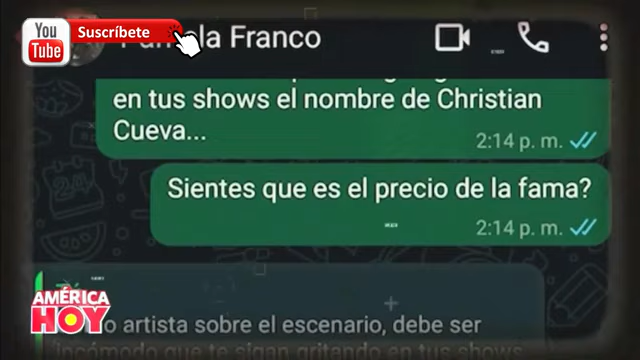 You
Tube
Suscríbete
Franco
en tus shows el nombre de Christian
Cueva...
2:14 p. m.
Sientes que es el precio de la fama?
2:14 p. m.
AMÉRICA
HOY
artista sobre el escenario, debe ser
incómodo que te sigan gritando en tus shows